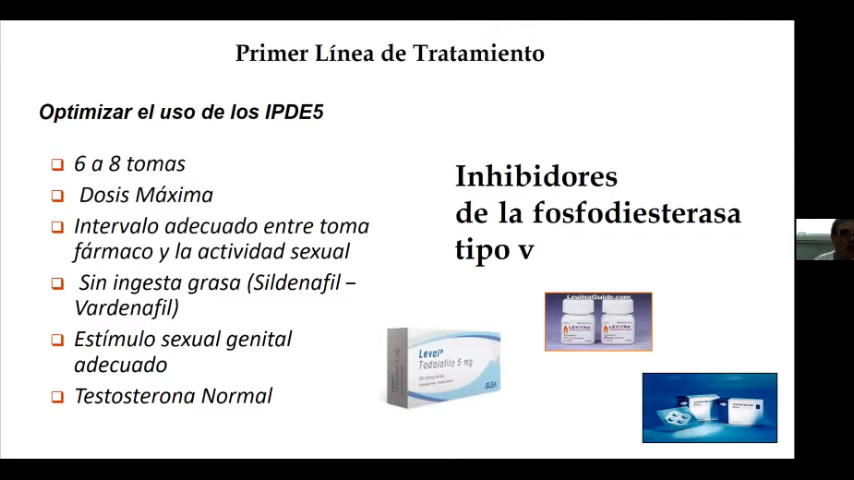 Primer Línea de Tratamiento
Optimizar el uso de los IPDE5
6 a 8 tomas
Dosis Máxima
Intervalo adecuado entre toma
fármaco y la actividad sexual
Sin ingesta grasa (Sildenafil –
Vardenafil)
Estímulo sexual genital
adecuado
Testosterona Normal
Inhibidores
de la fosfodiesterasa
tipo v
LevitraGuide.com
LEVITRA
LEVITRA
Tadalafilo 5 mg